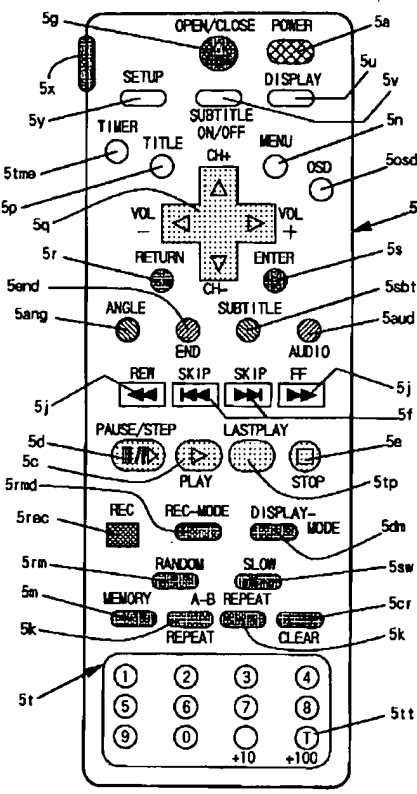 5g OPEN/CLOSE POWER 5a
5x
5u
SETUP DISPLAY 5v
5y SUBTITLE
ON/OFF 5n
TIMER
TITLE CH+ MENU
5tme OSD 5osd
5p
5q VOL VOL 5
- +
5r RETURN ENTER 5s
5end CH- 5sbt
ANGLE SUBTITLE
5ang 5aud
END AUDIO
REW SKIP SKIP FF
5j 5j
5f
PAUSE/STEP LASTPLAY
5d 5e
5c PLAY STOP
5rmd 5tp
REC REC-MODE DISPLAY-
MODE
5rec 5dm
5rm RANDOM SLOW 5sw
5m MEMORY A-B REPEAT 5cr
5k REPEAT CLEAR 5k
1 2 3 4
5t 5 6 7 8 5tt
9 0 T
+10 +100